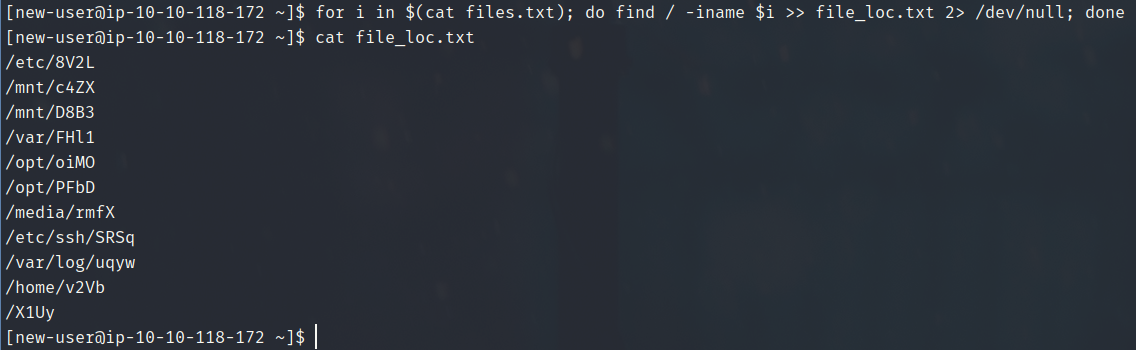 [new-user@ip-10-10-118-172 ~]$ for i in $(cat files.txt); do find / -iname $i >> file_loc.txt 2> /dev/null; done
[new-user@ip-10-10-118-172 ~]$ cat file_loc.txt
/etc/8V2L
/mnt/c4ZX
/mnt/D8B3
/var/FHl1
/opt/oiMO
/opt/PFbD
/media/rmfX
/etc/ssh/SRSq
/var/log/uqyw
/home/v2Vb
/X1Uy
[new-user@ip-10-10-118-172 ~]$